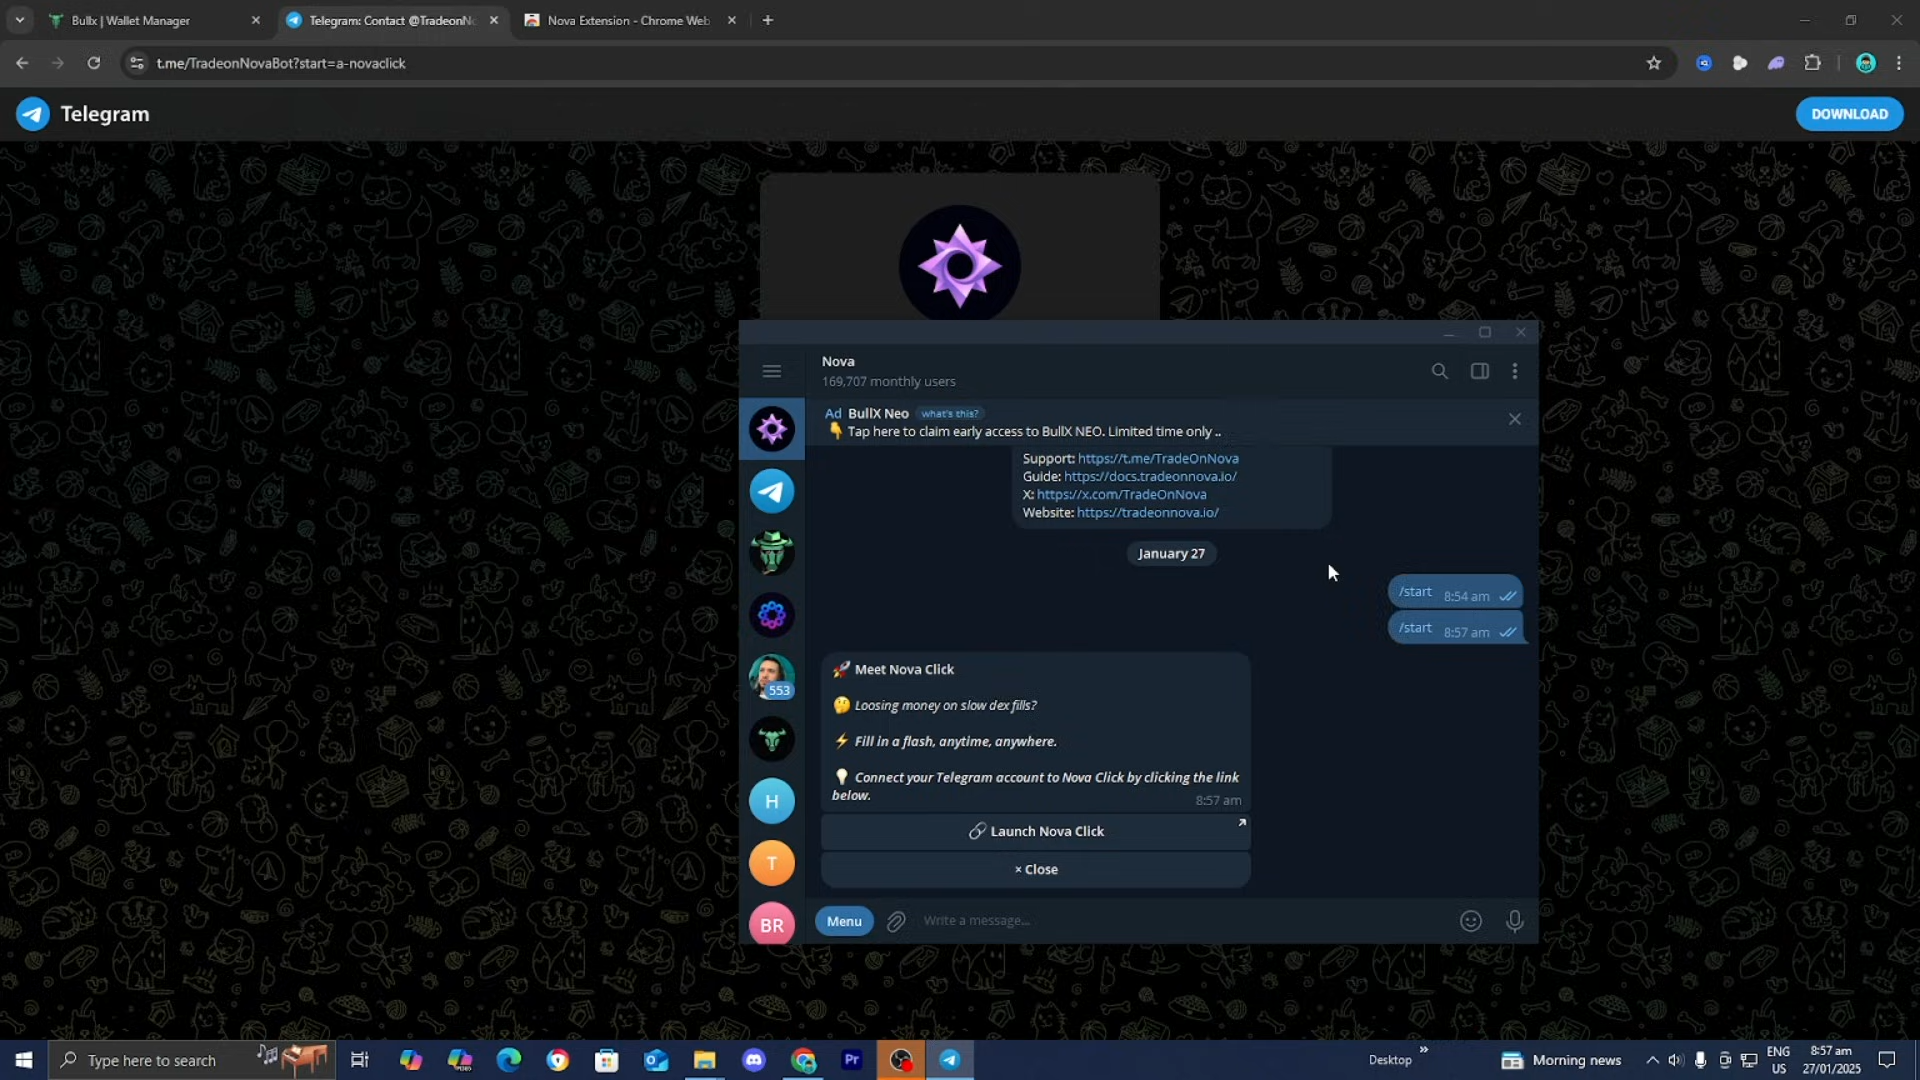 Bullx | Wallet Manager
Telegram: Contact @TradeonNo
Nova Extension - Chrome Web
t.me/TradeonNovaBot?start=a-novaclick
Telegram
DOWNLOAD
Nova
169,707 monthly users
Ad BullX Neo what's this?
👇 Tap here to claim early access to BullX NEO. Limited time only ..
Support: https://t.me/TradeOnNova
Guide: https://docs.tradeonnova.io/
X: https://x.com/TradeOnNova
Website: https://tradeonnova.io/
January 27
/start 8:54 am
/start 8:57 am
🚀 Meet Nova Click
🤔 Loosing money on slow dex fills?
⚡ Fill in a flash, anytime, anywhere.
💡 Connect your Telegram account to Nova Click by clicking the link
below.
8:57 am
🔗 Launch Nova Click
× Close
553
H
T
BR
Menu
Write a message...
Type here to search
Pr
Desktop
Morning news
ENG
US
8:57 am
27/01/2025